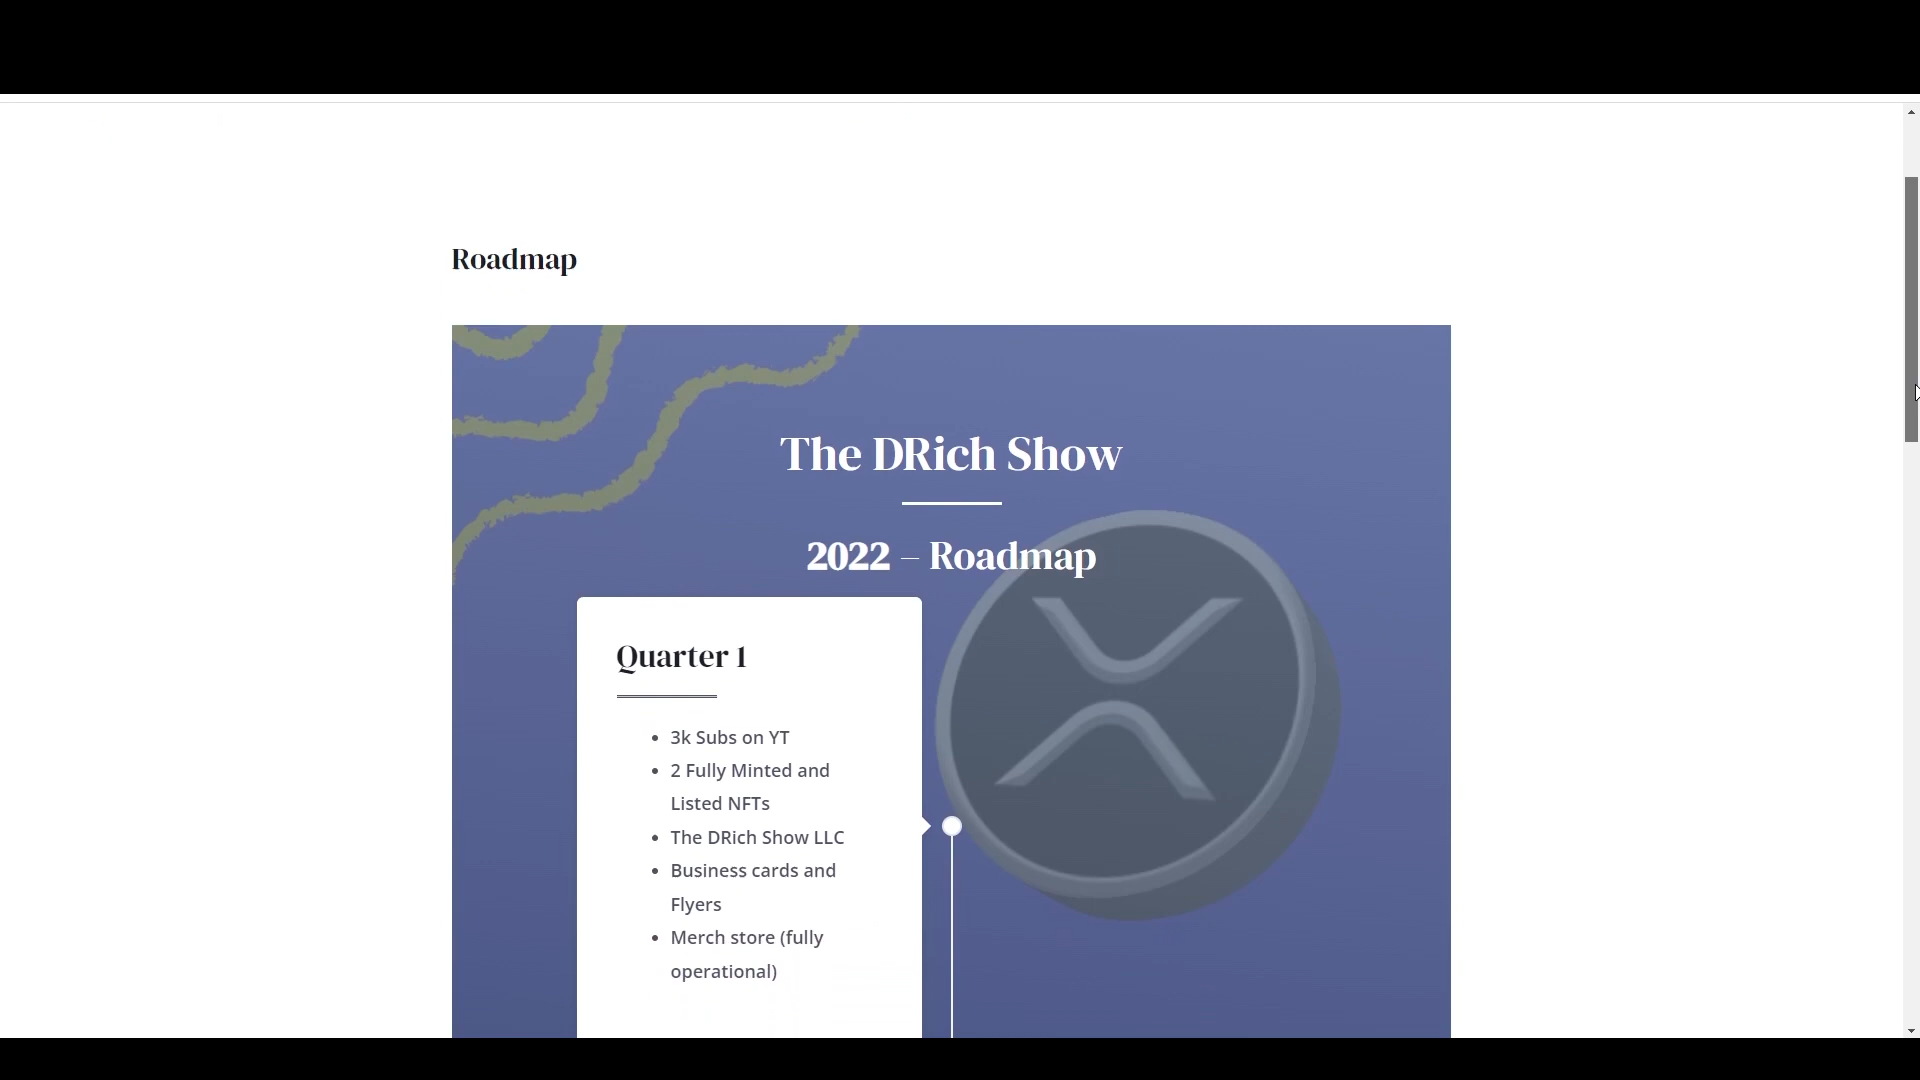 Roadmap
The DRich Show
2022 – Roadmap
Quarter 1
3k Subs on YT
2 Fully Minted and
Listed NFTs
The DRich Show LLC
Business cards and
Flyers
Merch store (fully
operational)